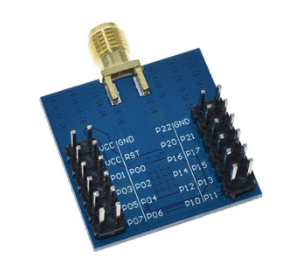 VCC GND
VCC RST
P01 P00
P03 P02
P05 P04
P07 P06
P22 GND
P20 P21
P16 P17
P14 P15
P12 P13
P10 P11